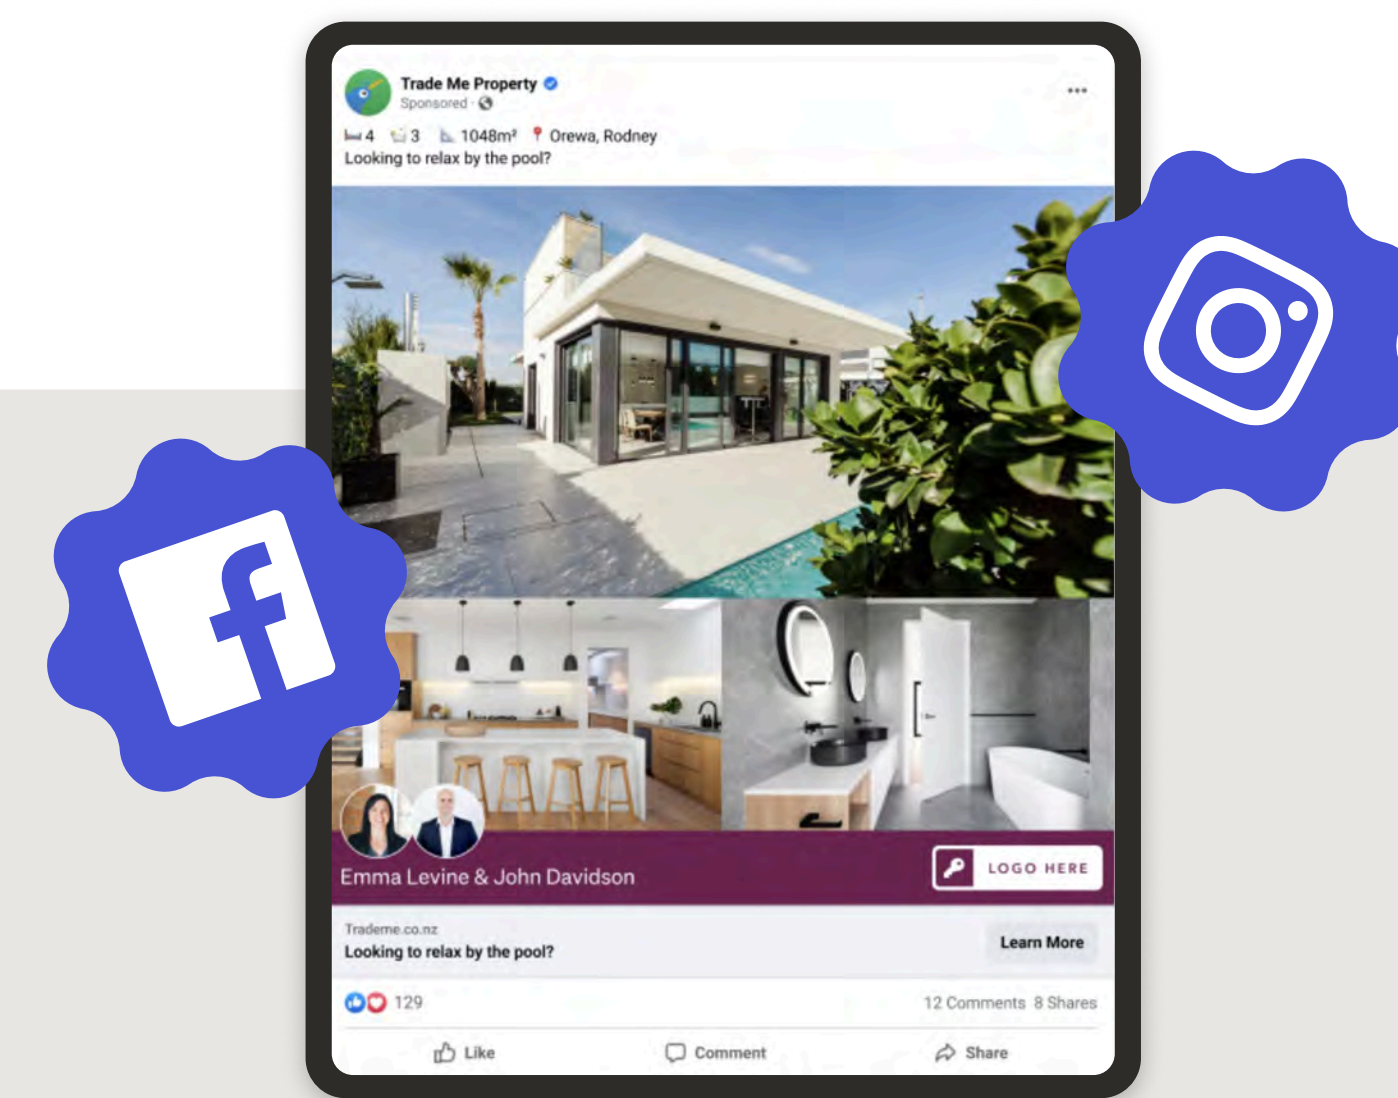 Trade Me Property
Sponsored ·
4 3 1048m² Orewa, Rodney
Looking to relax by the pool?
Emma Levine & John Davidson
LOGO HERE
Trademe.co.nz
Looking to relax by the pool?
Learn More
129
12 Comments 8 Shares
Like Comment Share